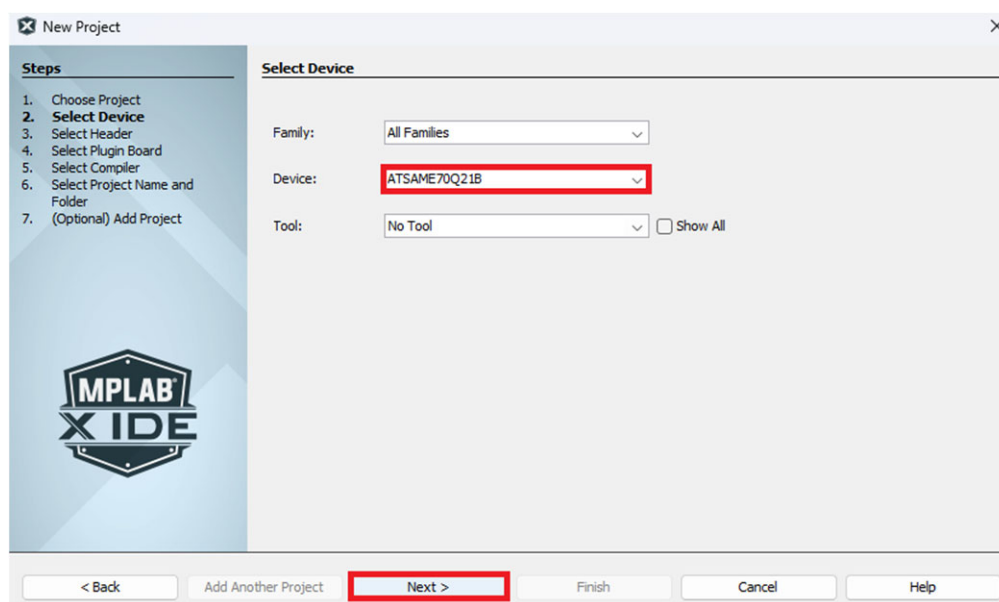 New Project
Steps
1. Choose Project
2. Select Device
3. Select Header
4. Select Plugin Board
5. Select Compiler
6. Select Project Name and
Folder
7. (Optional) Add Project
MPLAB®
X IDE
Select Device
Family: All Families
Device: ATSAME70Q21B
Tool: No Tool Show All
< Back Add Another Project Next > Finish Cancel Help